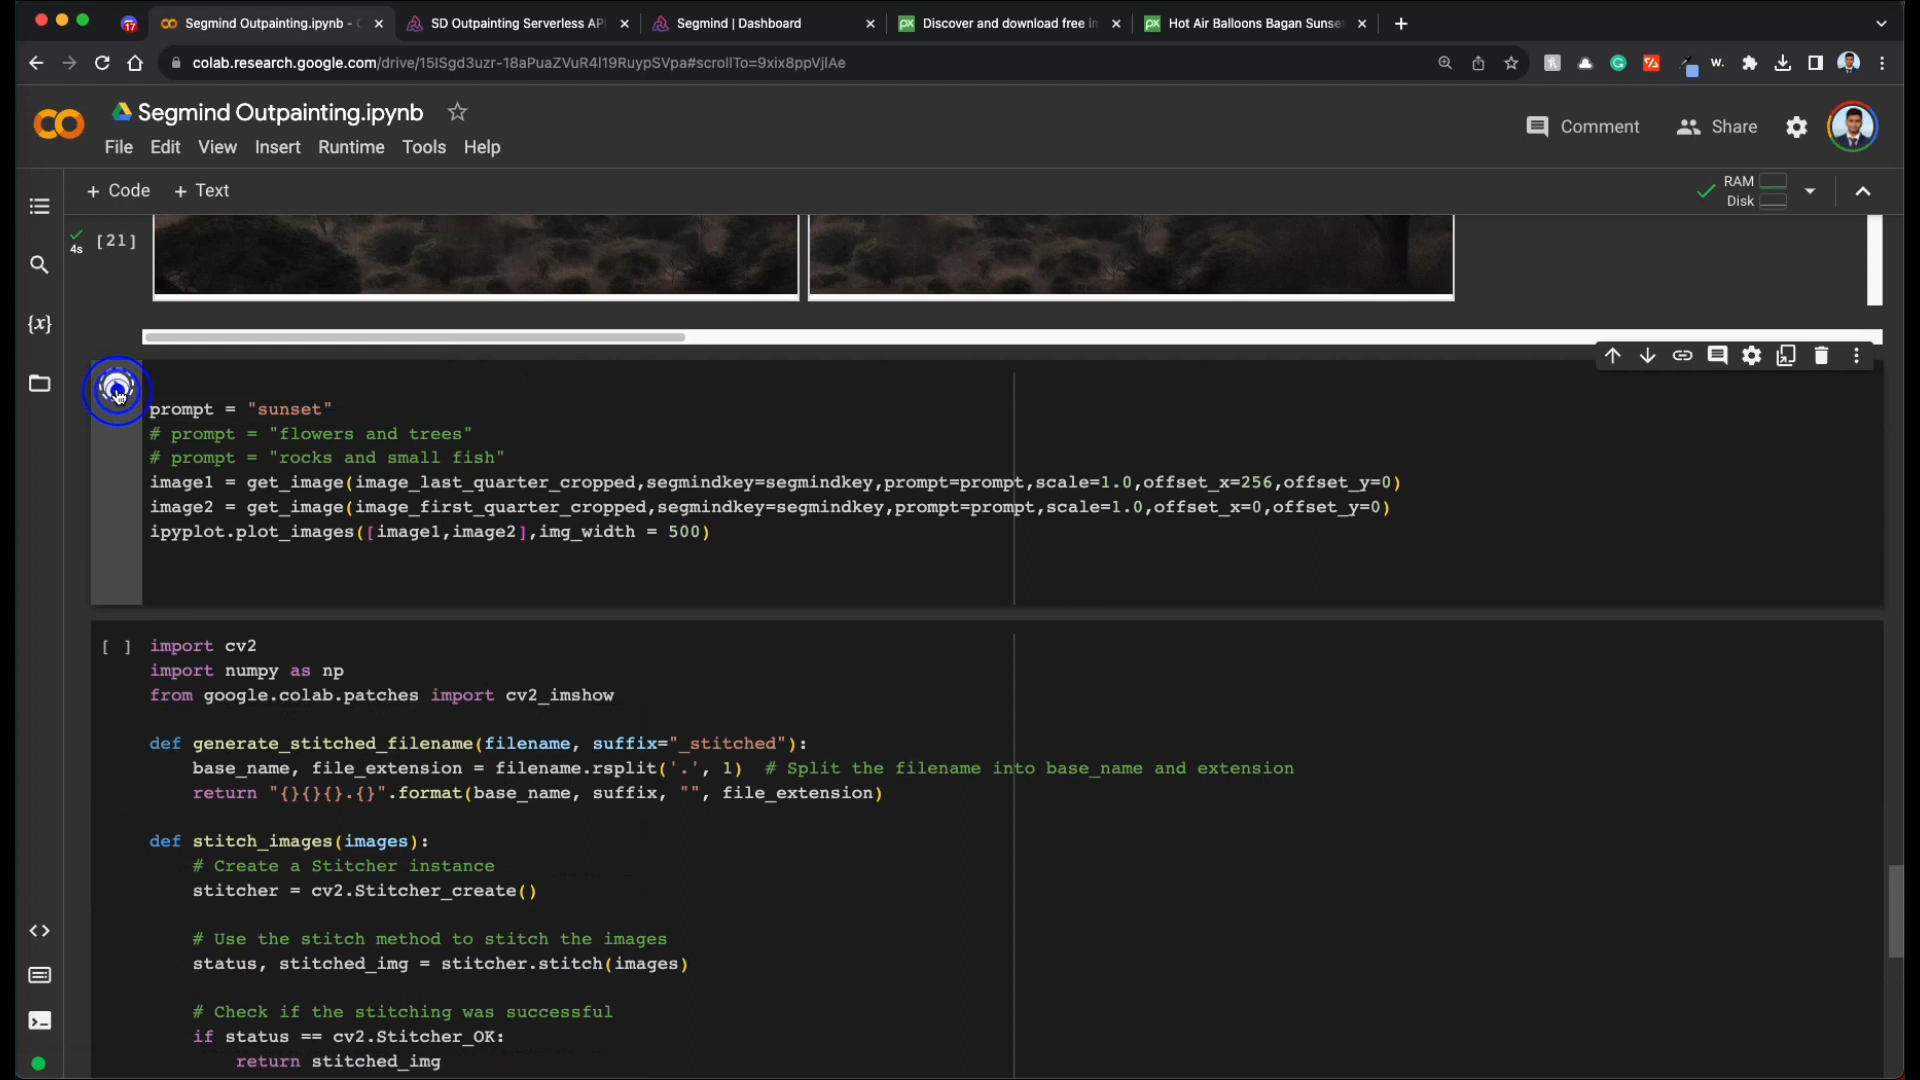 17
Segmind Outpainting.ipynb - C
SD Outpainting Serverless API
Segmind | Dashboard
Discover and download free im
Hot Air Balloons Bagan Sunset
colab.research.google.com/drive/15ISgd3uzr-18aPuaZVuR4I19RuypSVpa#scrollTo=9xix8ppVjlAe
w.
Segmind Outpainting.ipynb
File Edit View Insert Runtime Tools Help
Comment
Share
+ Code + Text
RAM
Disk
4s
[21]
{x}
prompt = "sunset"
# prompt = "flowers and trees"
# prompt = "rocks and small fish"
image1 = get_image(image_last_quarter_cropped,segmindkey=segmindkey,prompt=prompt,scale=1.0,offset_x=256,offset_y=0)
image2 = get_image(image_first_quarter_cropped,segmindkey=segmindkey,prompt=prompt,scale=1.0,offset_x=0,offset_y=0)
ipyplot.plot_images([image1,image2],img_width = 500)
[ ]
import cv2
import numpy as np
from google.colab.patches import cv2_imshow
def generate_stitched_filename(filename, suffix="_stitched"):
base_name, file_extension = filename.rsplit('.', 1)  # Split the filename into base_name and extension
return "{}{}{}.{}".format(base_name, suffix, "", file_extension)
def stitch_images(images):
# Create a Stitcher instance
stitcher = cv2.Stitcher_create()
# Use the stitch method to stitch the images
status, stitched_img = stitcher.stitch(images)
# Check if the stitching was successful
if status == cv2.Stitcher_OK:
return stitched_img